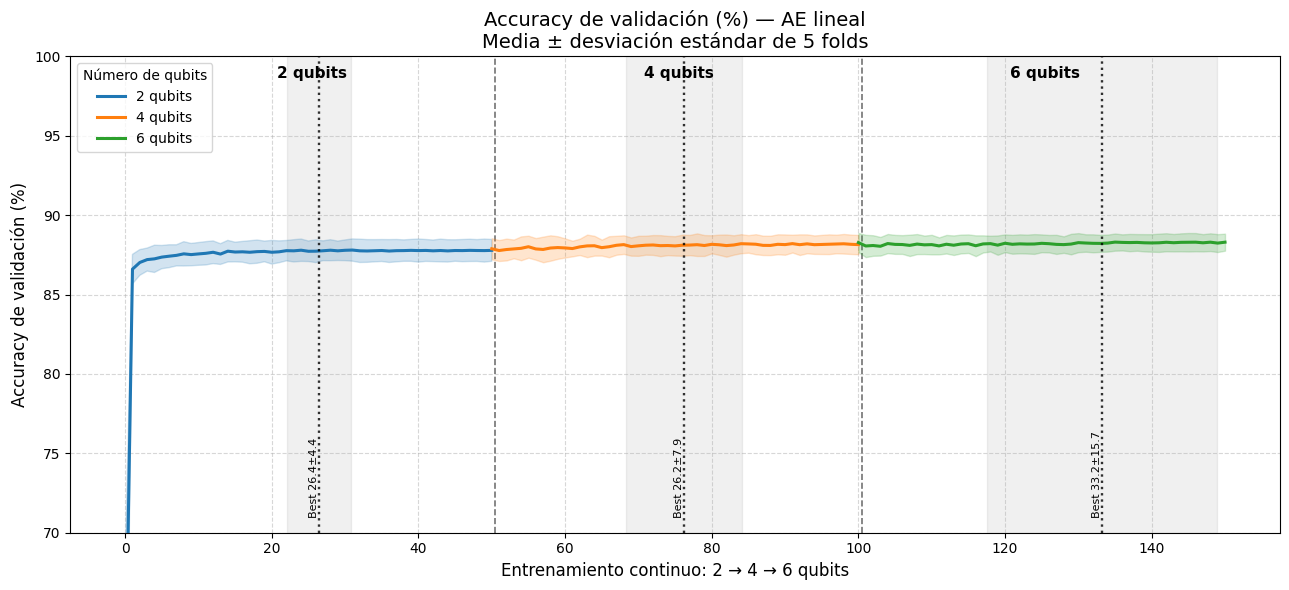 Accuracy de validación (%) — AE lineal
Media ± desviación estándar de 5 folds
Número de qubits
2 qubits
4 qubits
6 qubits
2 qubits
4 qubits
6 qubits
Accuracy de validación (%)
100
95
90
85
80
75
70
Best 26.4±4.4
Best 26.2±7.9
Best 33.2±15.7
0
20
40
60
80
100
120
140
Entrenamiento continuo: 2 → 4 → 6 qubits